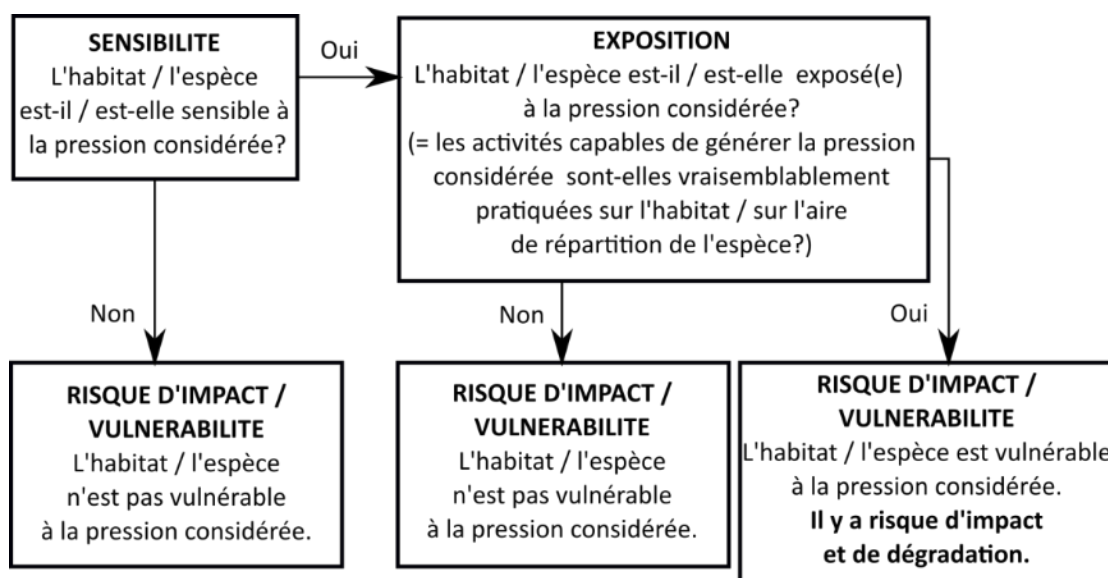 SENSIBILITE
L'habitat / l'espèce
est-il / est-elle sensible à
la pression considérée?
Oui
EXPOSITION
L'habitat / l'espèce est-il / est-elle exposé(e)
à la pression considérée?
(= les activités capables de générer la pression
considérée sont-elles vraisemblablement
pratiquées sur l'habitat / sur l'aire
de répartition de l'espèce?)
Non
Non
Oui
RISQUE D'IMPACT /
VULNERABILITE
L'habitat / l'espèce
n'est pas vulnérable
à la pression considérée.
RISQUE D'IMPACT /
VULNERABILITE
L'habitat / l'espèce
n'est pas vulnérable
à la pression considérée.
RISQUE D'IMPACT /
VULNERABILITE
L'habitat / l'espèce est vulnérable
à la pression considérée.
Il y a risque d'impact
et de dégradation.